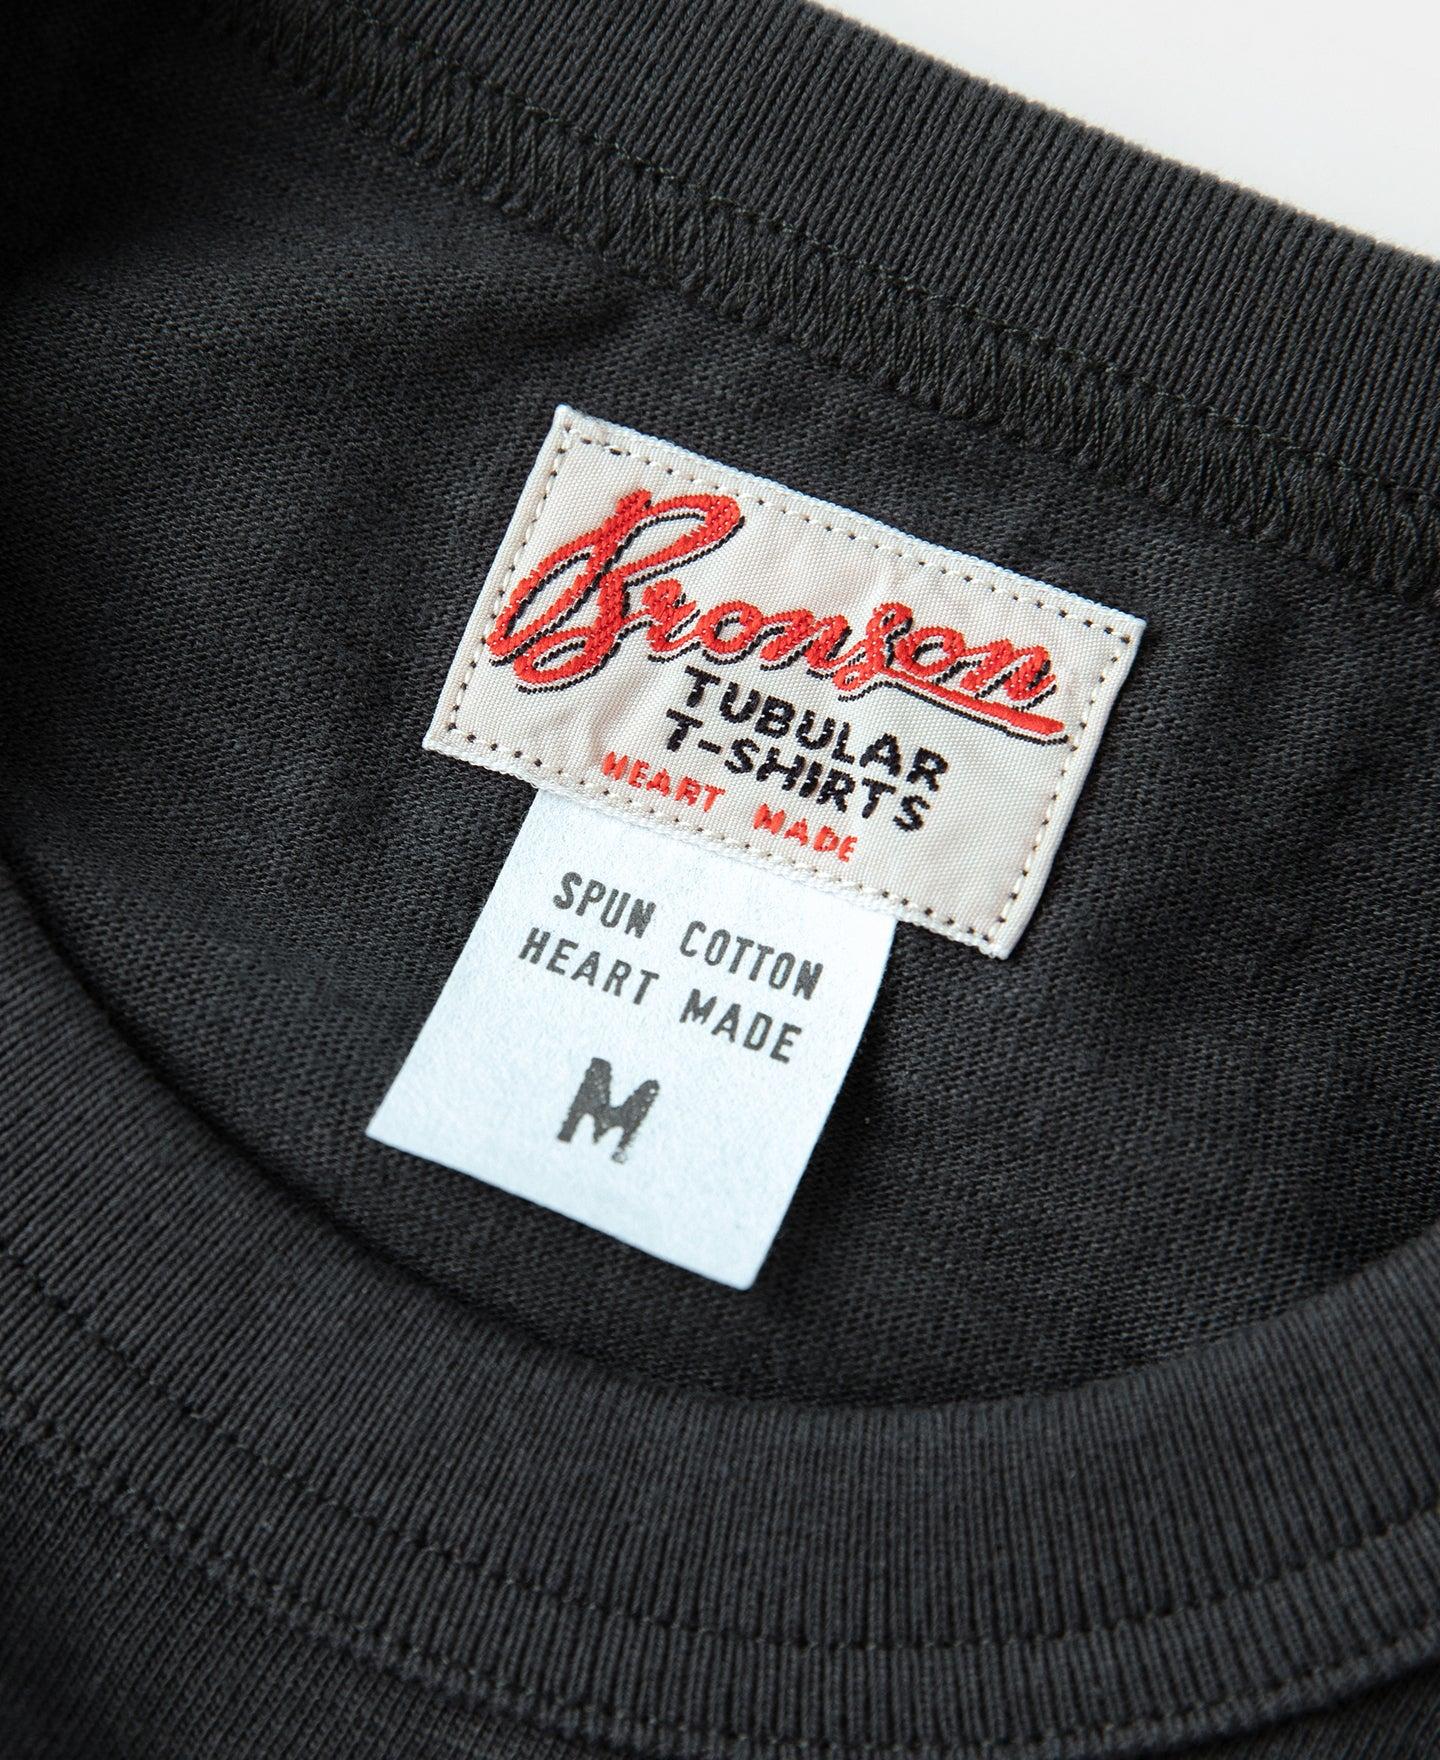 Bronson
TUBULAR
T-SHIRTS
HEART MADE
SPUN COTTON
HEART MADE
M